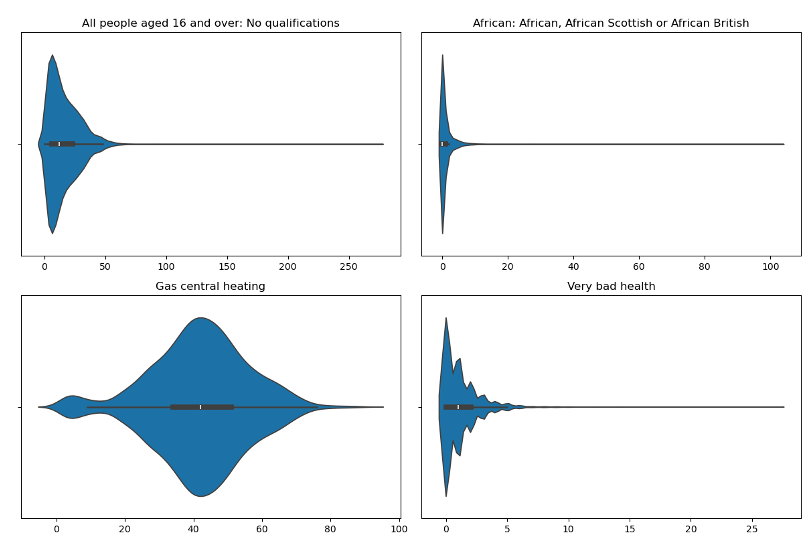 All people aged 16 and over: No qualifications
African: African, African Scottish or African British
0 50 100 150 200 250
0 20 40 60 80 100
Gas central heating
Very bad health
0 20 40 60 80 100
0 5 10 15 20 25